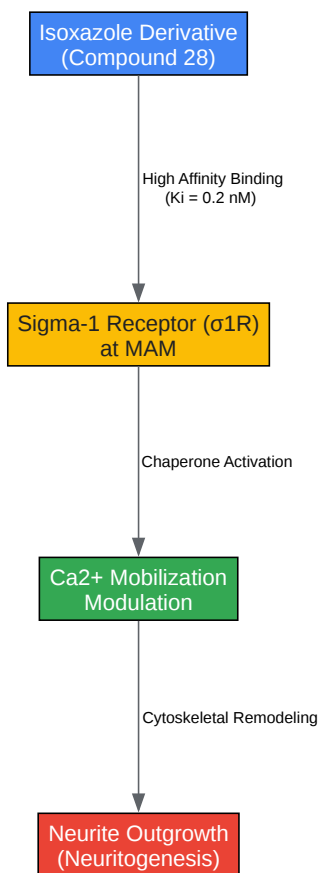 Isoxazole Derivative
(Compound 28)
High Affinity Binding
(Ki = 0.2 nM)
Sigma-1 Receptor (σ1R)
at MAM
Chaperone Activation
Ca2+ Mobilization
Modulation
Cytoskeletal Remodeling
Neurite Outgrowth
(Neuritogenesis)